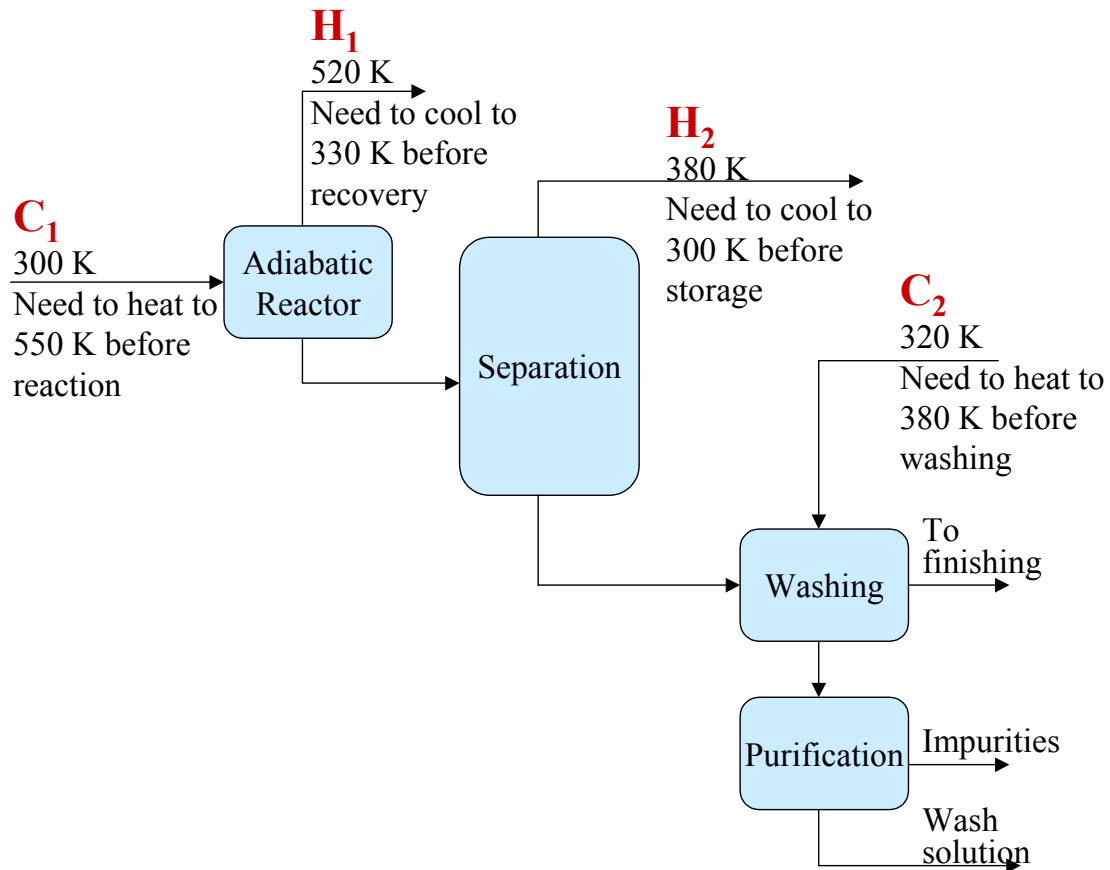 H₁
520 K
Need to cool to
330 K before
recovery
H₂
380 K
Need to cool to
300 K before
storage
C₁
300 K
Need to heat to
550 K before
reaction
Adiabatic
Reactor
Separation
C₂
320 K
Need to heat to
380 K before
washing
To
finishing
Washing
Purification
Impurities
Wash
solution